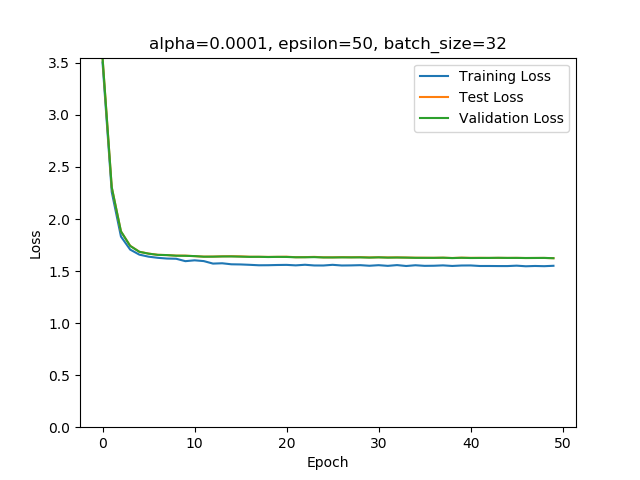 alpha=0.0001, epsilon=50, batch_size=32
Training Loss
Test Loss
Validation Loss
3.5
3.0
2.5
2.0
1.5
1.0
0.5
0.0
Loss
0 10 20 30 40 50
Epoch